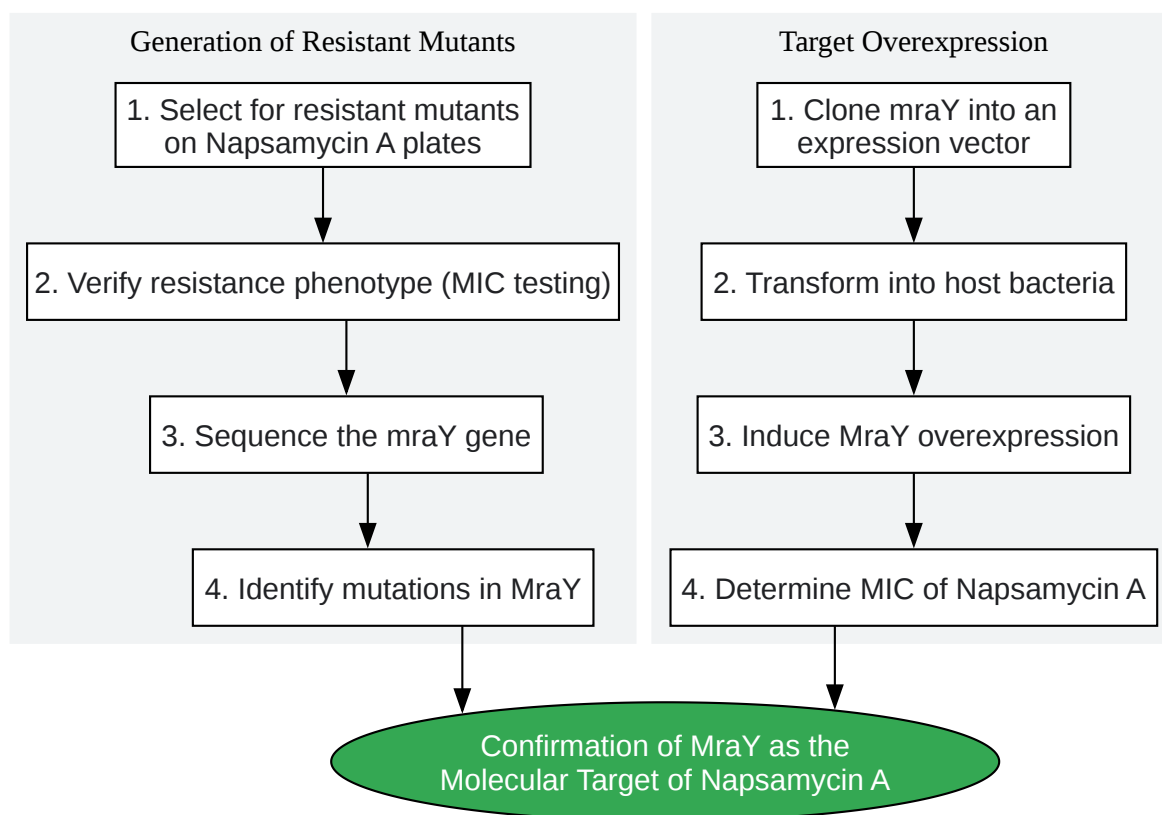 Generation of Resistant Mutants
1. Select for resistant mutants
on Napsamycin A plates
2. Verify resistance phenotype (MIC testing)
3. Sequence the mraY gene
4. Identify mutations in MraY
Target Overexpression
1. Clone mraY into an
expression vector
2. Transform into host bacteria
3. Induce MraY overexpression
4. Determine MIC of Napsamycin A
Confirmation of MraY as the
Molecular Target of Napsamycin A